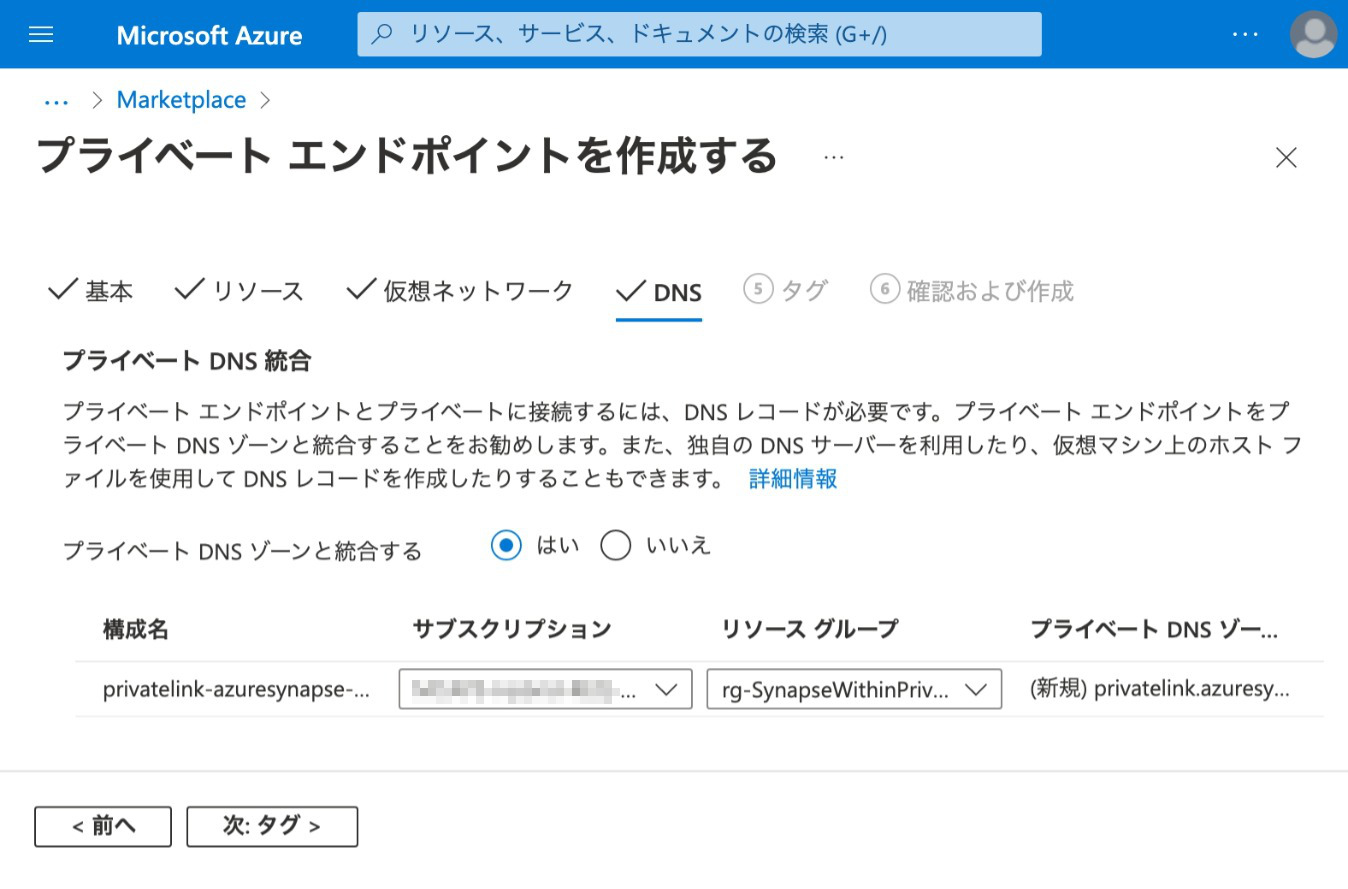 Microsoft Azure
リソース、サービス、ドキュメントの検索 (G+/)
...
... > Marketplace >
プライベート エンドポイントを作成する ...
基本 リソース 仮想ネットワーク DNS 5 タグ 6 確認および作成
プライベート DNS 統合
プライベート エンドポイントとプライベートに接続するには、DNS レコードが必要です。プライベート エンドポイントをプ
ライベート DNS ゾーンと統合することをお勧めします。また、独自の DNS サーバーを利用したり、仮想マシン上のホスト フ
ァイルを使用して DNS レコードを作成したりすることもできます。 詳細情報
プライベート DNS ゾーンと統合する はい いいえ
構成名 サブスクリプション リソース グループ プライベート DNS ゾー...
privatelink-azuresynapse-... ... rg-SynapseWithinPriv... (新規) privatelink.azuresy...
< 前へ 次: タグ >